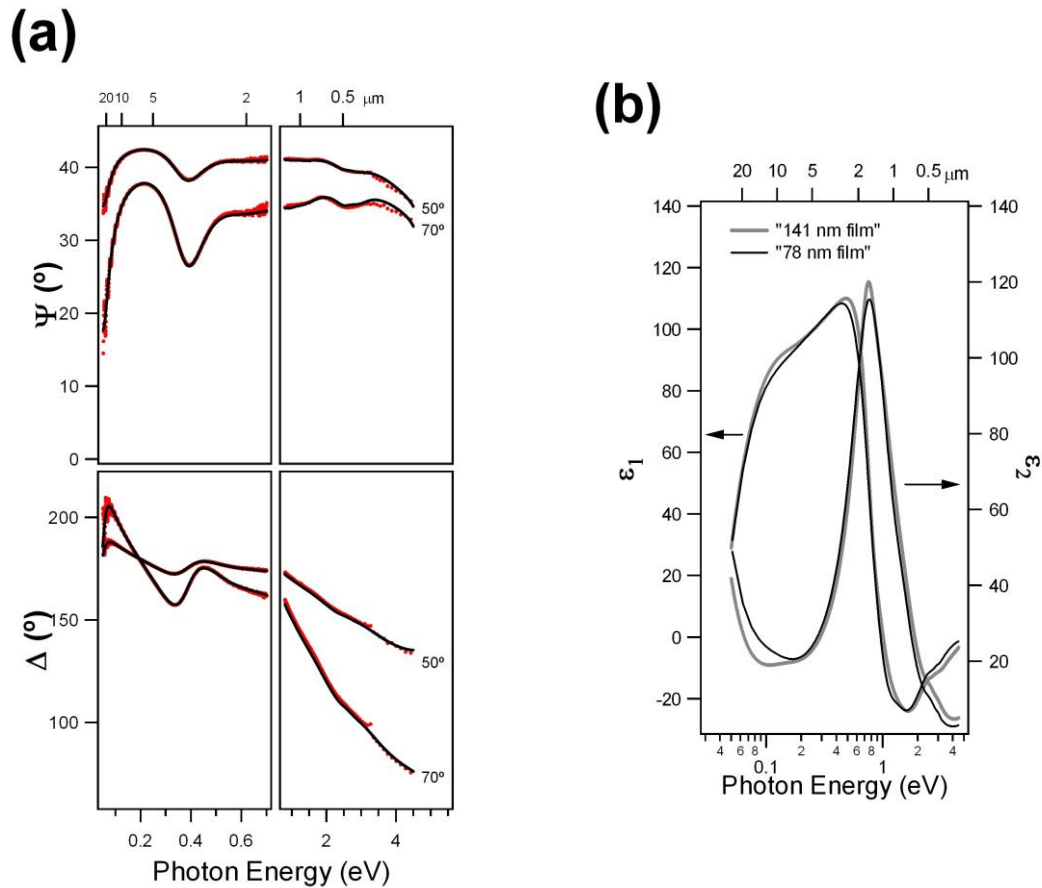 (a)
2010 5 2 1 0.5 μm
40
30
20
10
0
Ψ (º)
50º
70º
200
150
100
Δ (º)
50º
70º
0.2 0.4 0.6 2 4
Photon Energy (eV)
(b)
20 10 5 2 1 0.5 μm
140
120
100
80
60
40
20
0
-20
ε1
"141 nm film"
"78 nm film"
140
120
100
80
60
40
20
ε2
4 6 8 2 4 6 8 2 4
0.1 1
Photon Energy (eV)